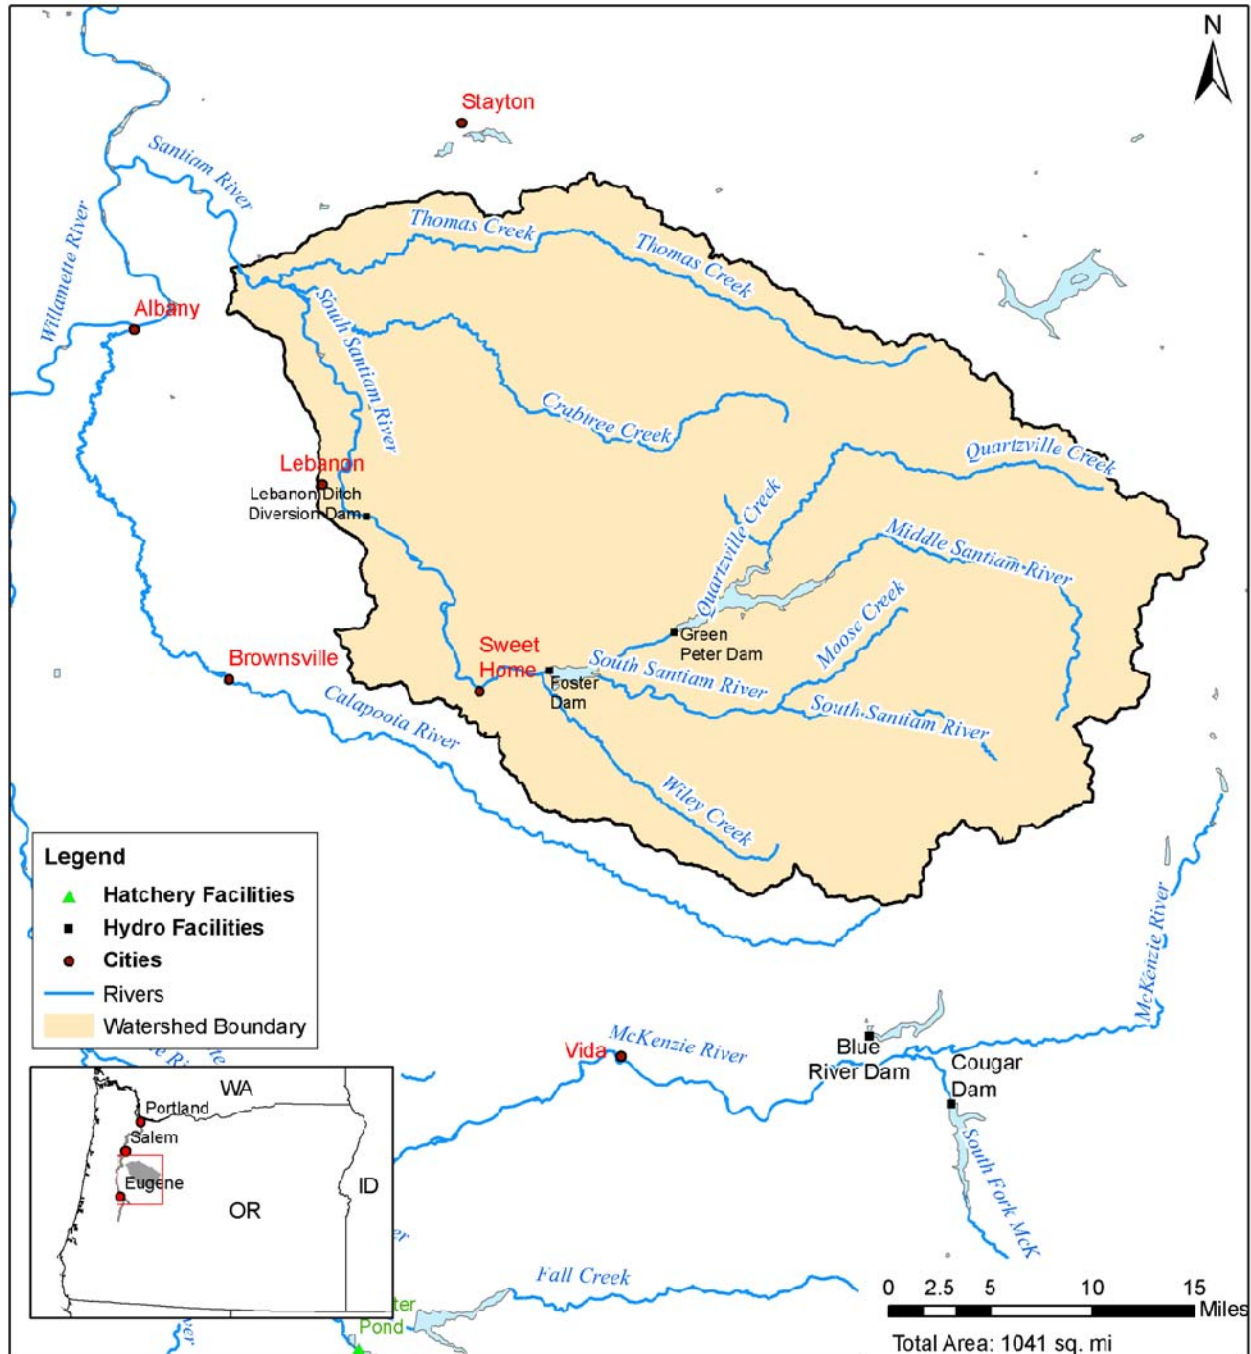 N
Stayton
Santiam River
Thomas Creek
Thomas Creek
Willamette River
Albany
South Santiam River
Crabtree Creek
Quartzville Creek
Lebanon
Lebanon Ditch
Diversion Dam
Quartzville Creek
Middle Santiam River
Moose Creek
Green
Peter Dam
Sweet
Home
Foster
Dam
South Santiam River
South Santiam River
Brownsville
Calapooia River
Wiley Creek
Legend
Hatchery Facilities
Hydro Facilities
Cities
Rivers
Watershed Boundary
McKenzie River
Vida
McKenzie River
Blue
River Dam
Cougar
Dam
South Fork McK
WA
Portland
Salem
Eugene
OR
ID
Fall Creek
Pond
0 2.5 5 10 15
Miles
Total Area: 1041 sq. mi